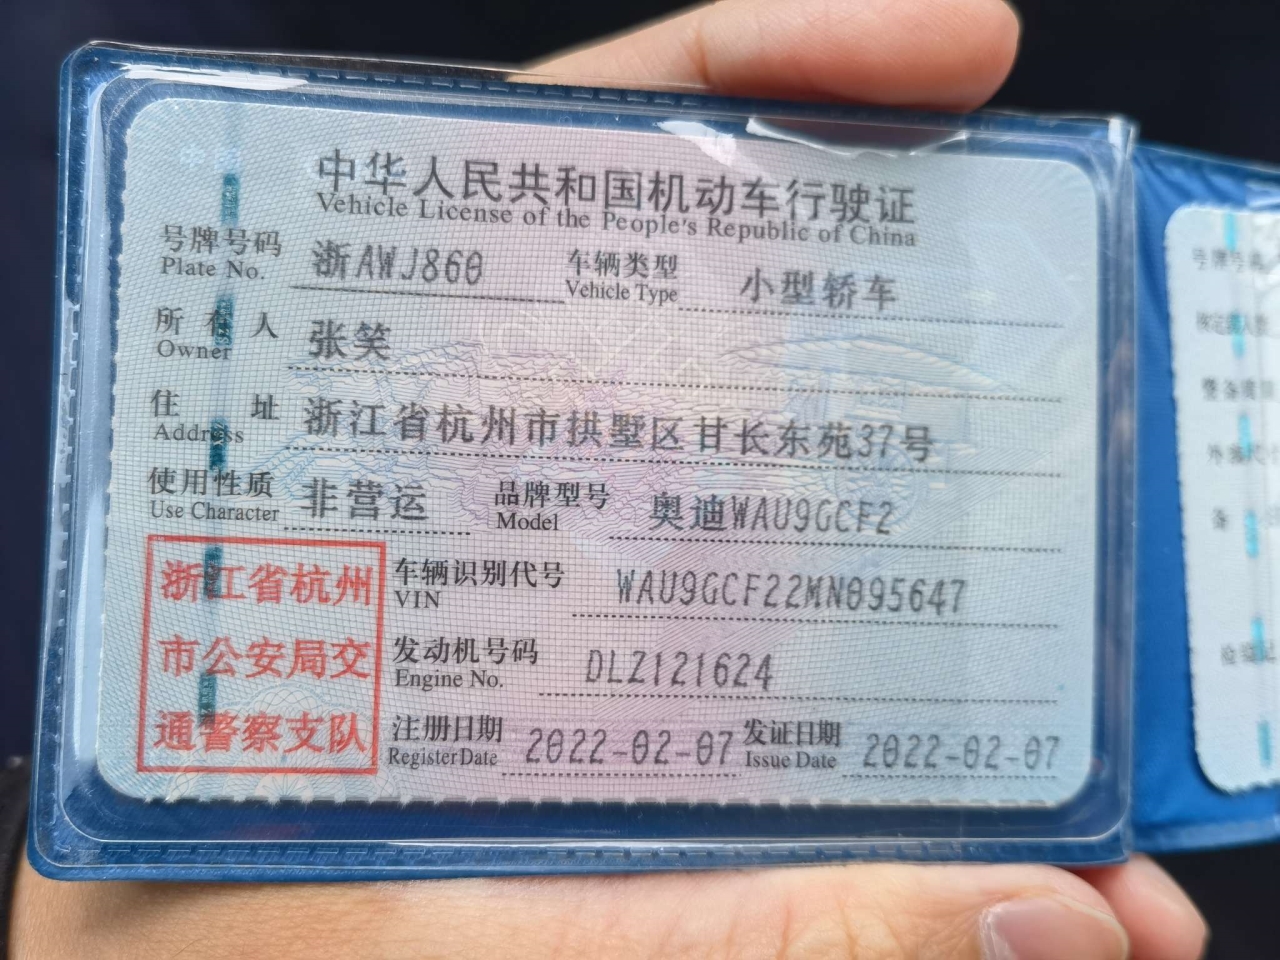 中华人民共和国机动车行驶证
Vehicle License of the People's Republic of China
号牌号码 浙AWJ860 车辆类型 小型轿车
Plate No. Vehicle Type
所有人 张笑
Owner
住址 浙江省杭州市拱墅区甘长东苑37号
Address
使用性质 非营运 品牌型号 奥迪WAU9GCF2
Use Character Model
浙江省杭州
市公安局交
通警察支队
车辆识别代号 WAU9GCF22MN095647
VIN
发动机号码 DLZ121624
Engine No.
注册日期 2022-02-07 发证日期 2022-02-07
Register Date Issue Date